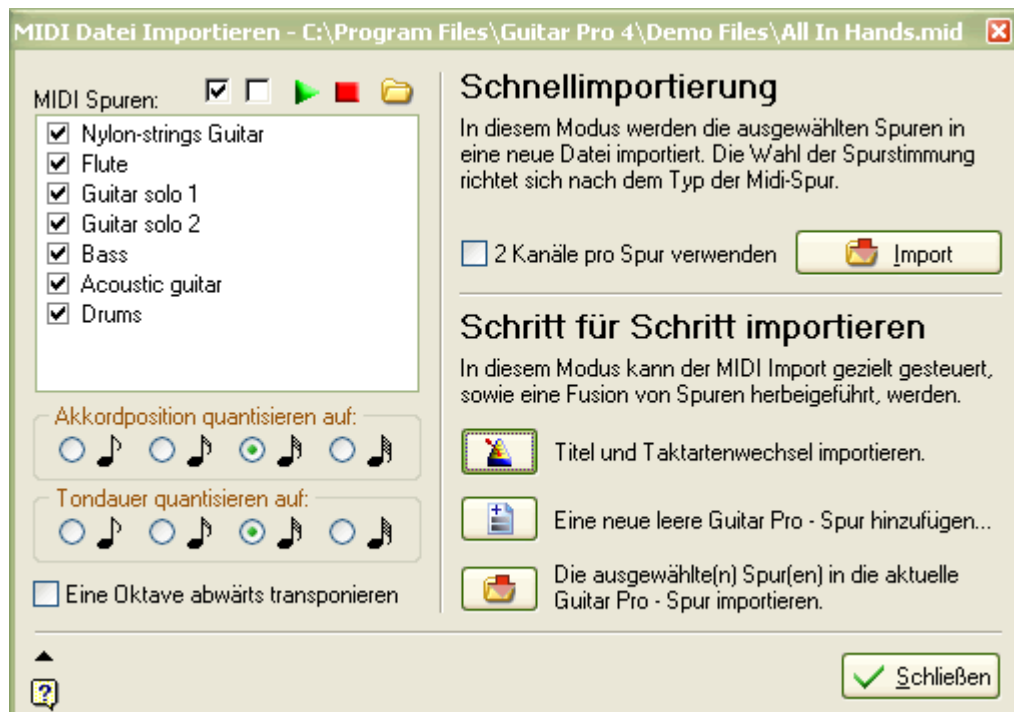 MIDI Datei Importieren - C:\Program Files\Guitar Pro 4\Demo Files\All In Hands.mid
MIDI Spuren:
Nylon-strings Guitar
Flute
Guitar solo 1
Guitar solo 2
Bass
Acoustic guitar
Drums
Akkordposition quantisieren auf:
Tondauer quantisieren auf:
Eine Oktave abwärts transponieren
Schnellimportierung
In diesem Modus werden die ausgewählten Spuren in
eine neue Datei importiert. Die Wahl der Spurstimmung
richtet sich nach dem Typ der Midi-Spur.
2 Kanäle pro Spur verwenden
Import
Schritt für Schritt importieren
In diesem Modus kann der MIDI Import gezielt gesteuert,
sowie eine Fusion von Spuren herbeigeführt, werden.
Titel und Taktartenwechsel importieren.
Eine neue leere Guitar Pro - Spur hinzufügen...
Die ausgewählte(n) Spur(en) in die aktuelle
Guitar Pro - Spur importieren.
?
Schließen